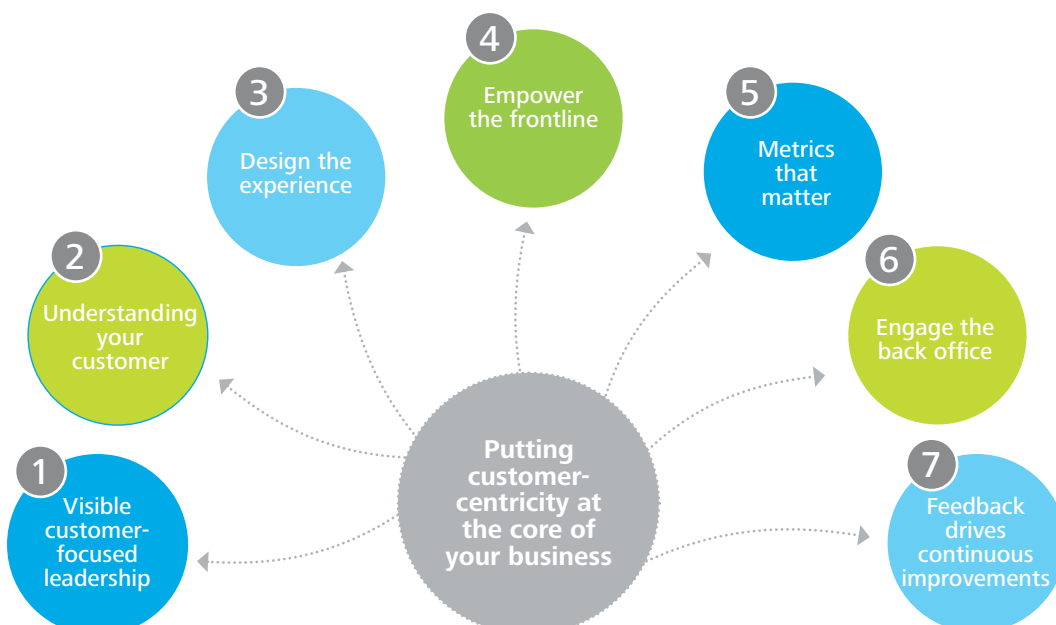 1
Visible
customer-
focused
leadership
2
Understanding
your
customer
3
Design the
experience
4
Empower
the frontline
5
Metrics
that
matter
6
Engage the
back office
7
Feedback
drives
continuous
improvements
Putting
customer-
centricity at
the core of
your business